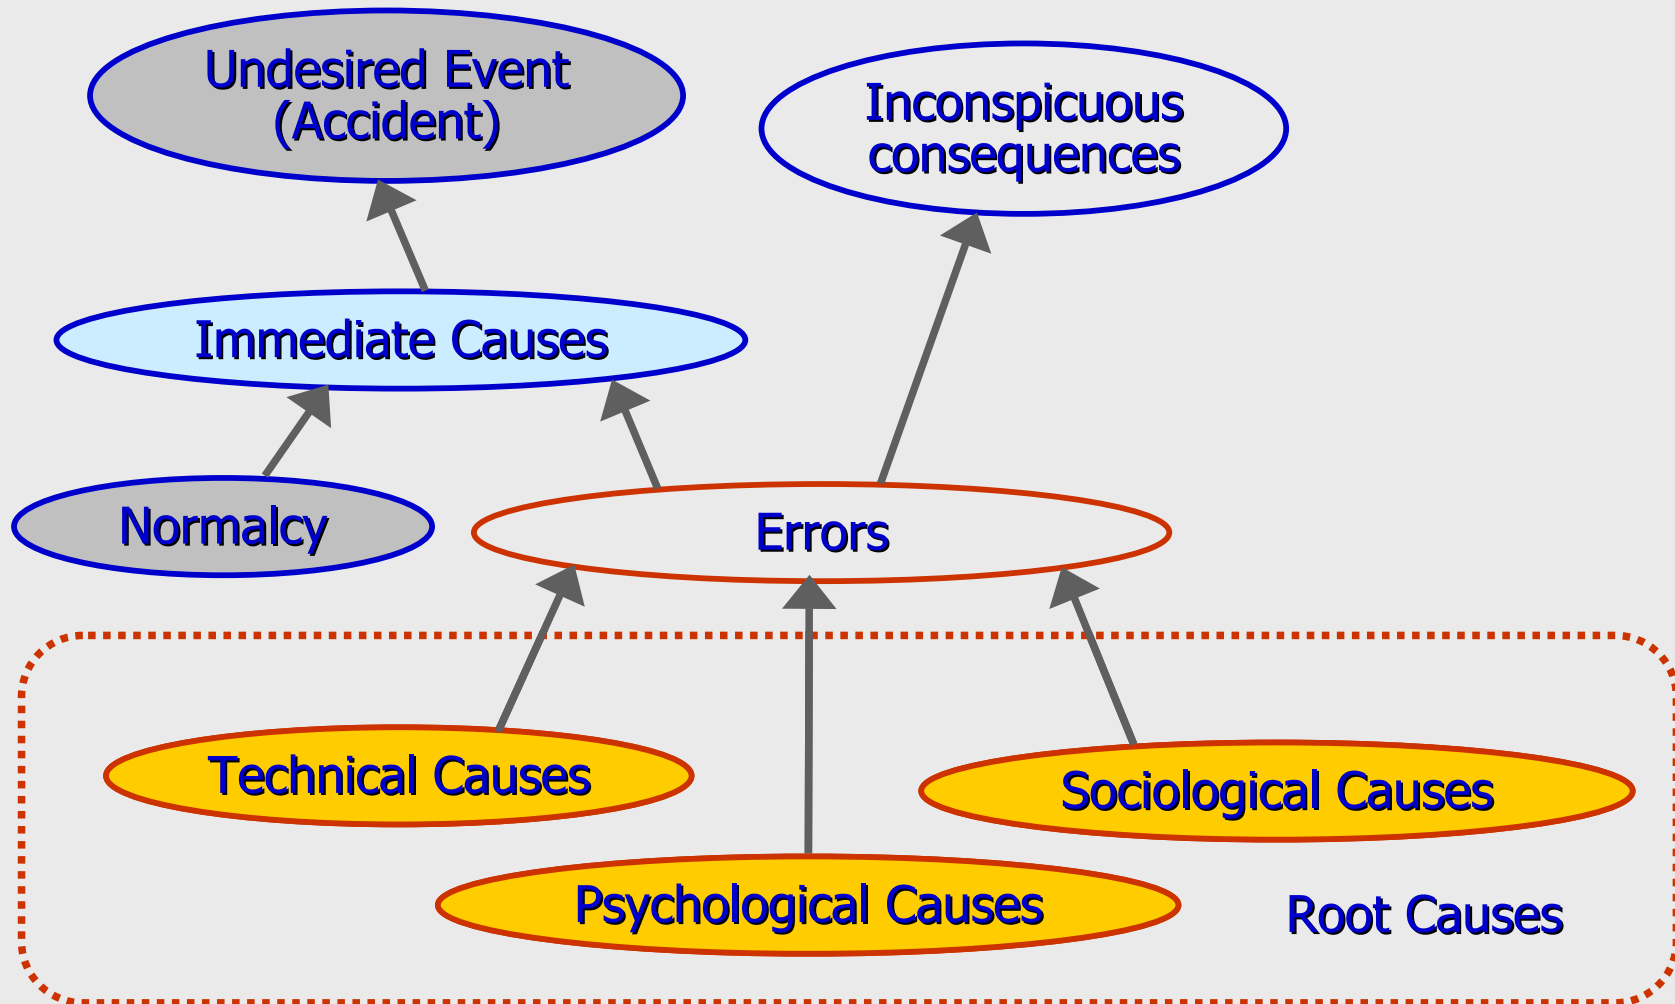 Undesired Event
(Accident)
Inconspicuous
consequences
Immediate Causes
Normalcy
Errors
Technical Causes
Sociological Causes
Psychological Causes
Root Causes